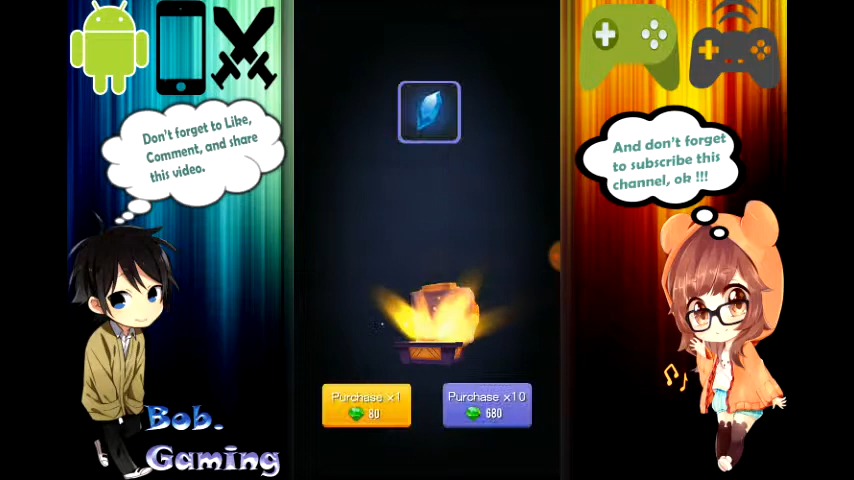 Don't forget to Like,
Comment, and share
this video.
And don't forget
to subscribe this
channel, ok !!!
Purchase ×1
80
Purchase ×10
680
Bob.
Gaming